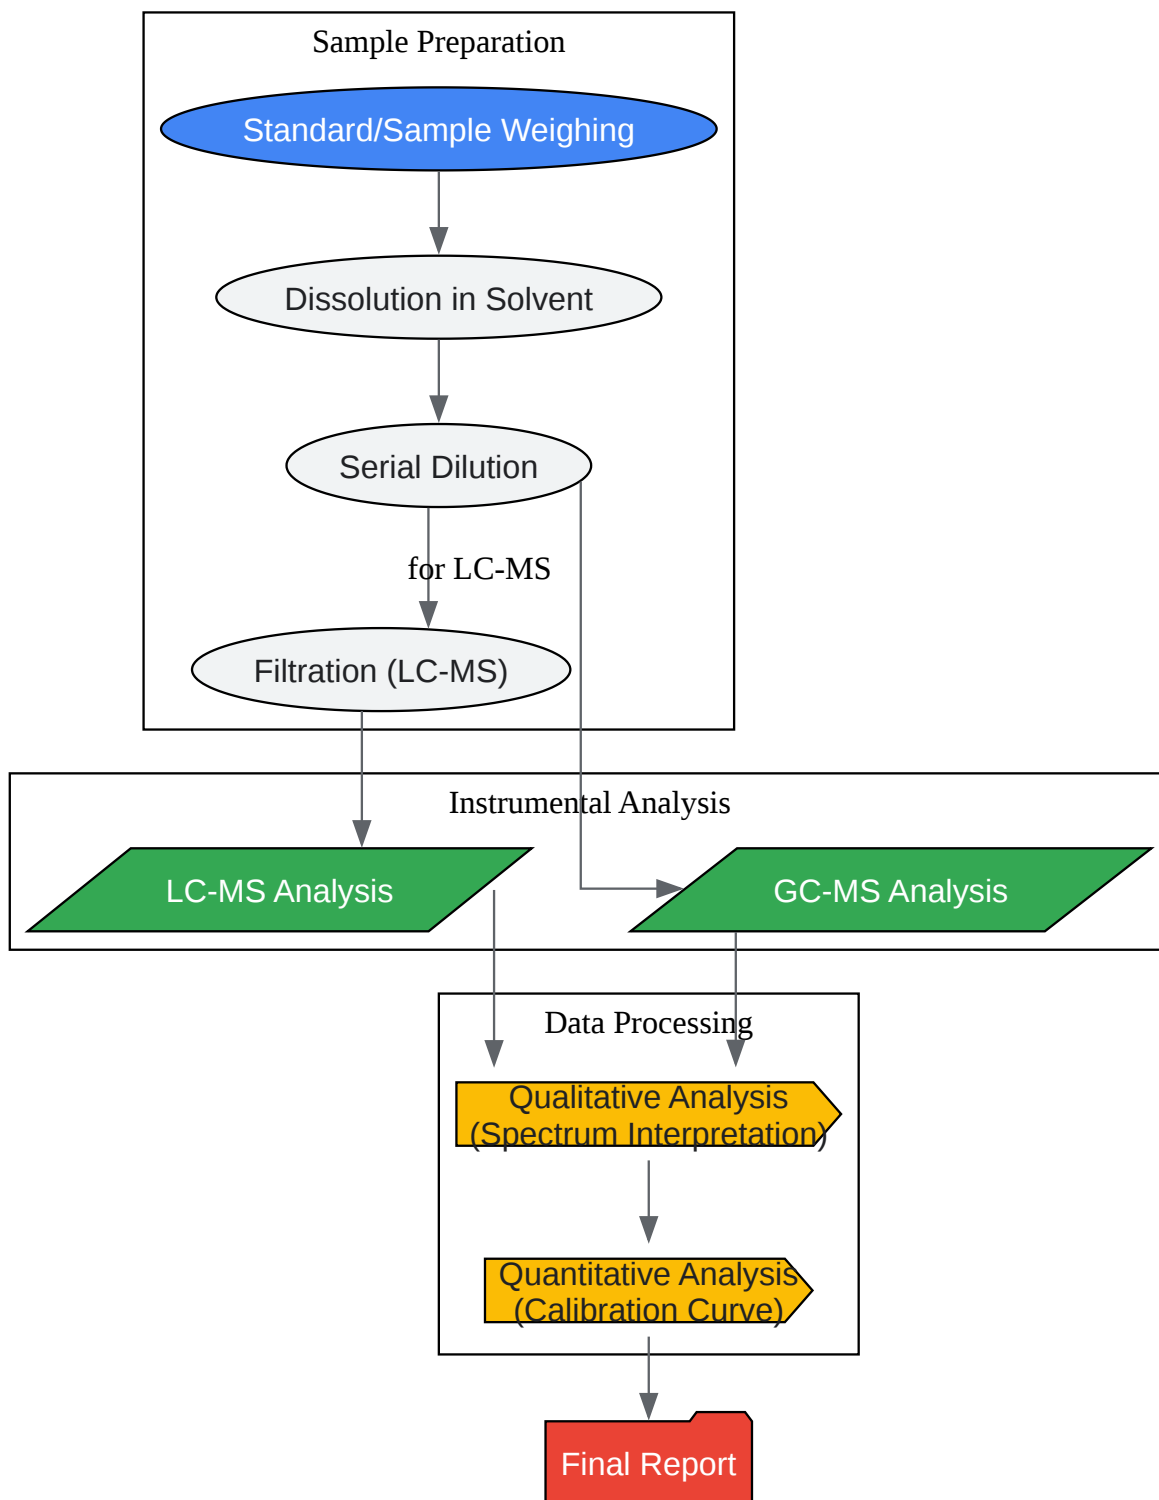 Sample Preparation
Standard/Sample Weighing
Dissolution in Solvent
Serial Dilution
for LC-MS
Filtration (LC-MS)
Instrumental Analysis
LC-MS Analysis
GC-MS Analysis
Data Processing
Qualitative Analysis
(Spectrum Interpretation)
Quantitative Analysis
(Calibration Curve)
Final Report